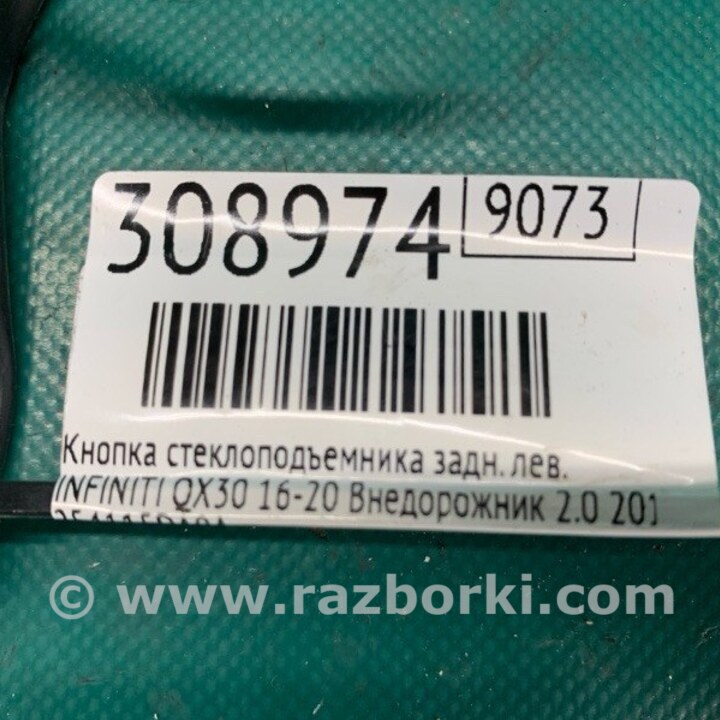 308974 9073
Кнопка стеклоподъемника задн. лев.
INFINITI QX30 16-20 Внедорожник 2.0 201
© www.razborki.com